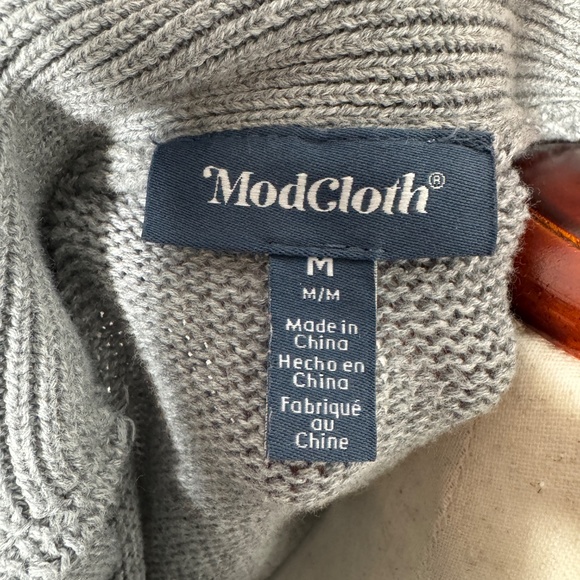 ModCloth®
M
M/M
Made in
China
Hecho en
China
Fabriqué
au
Chine